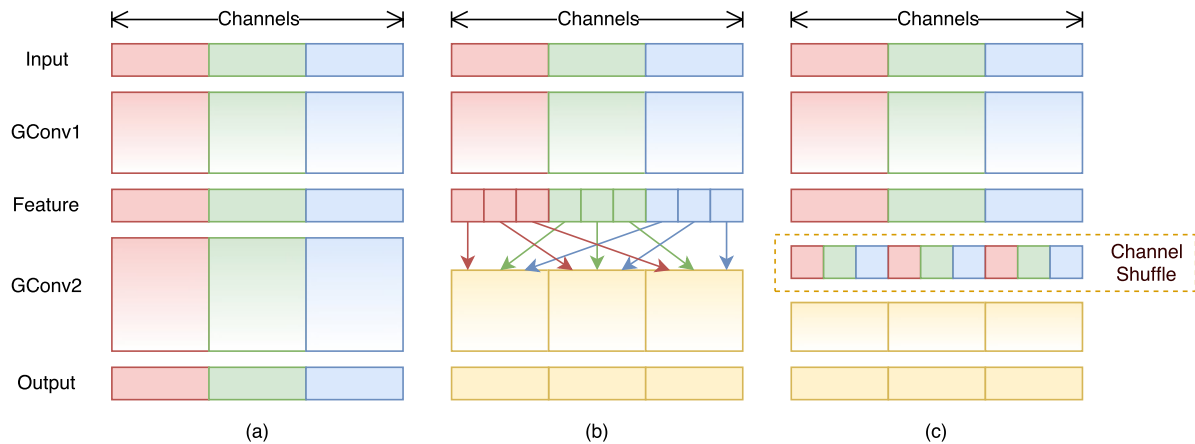 Channels
Channels
Channels
Input
GConv1
Feature
GConv2
Channel
Shuffle
Output
(a)
(b)
(c)